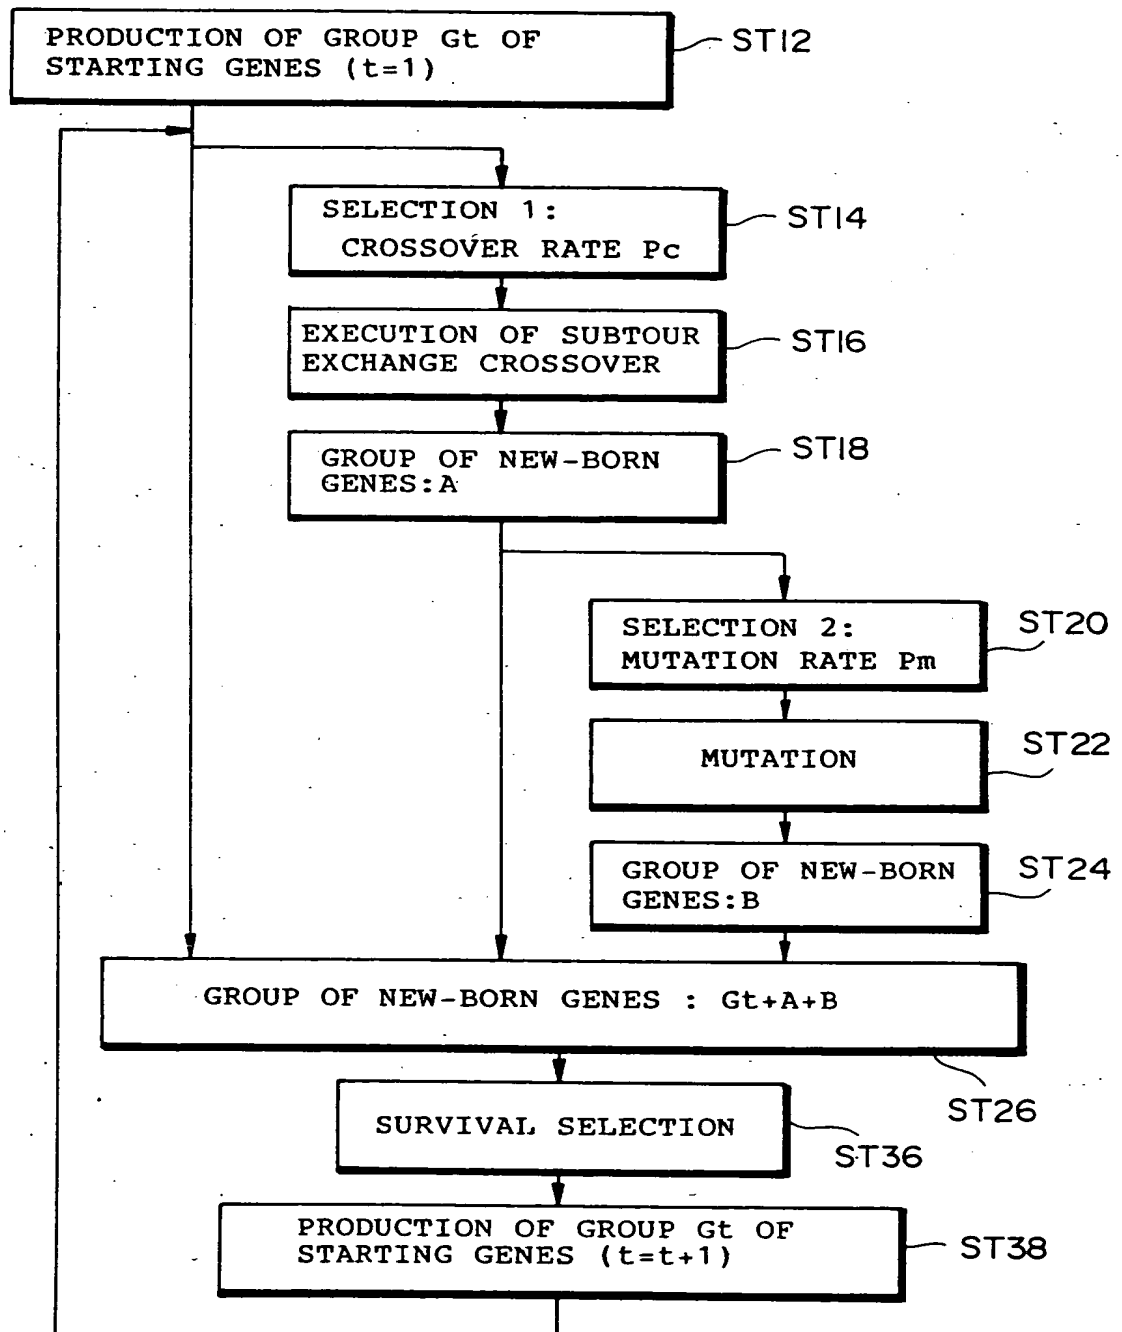 PRODUCTION OF GROUP Gt OF
STARTING GENES (t=1)
ST12
SELECTION 1:
CROSSOVER RATE Pc
ST14
EXECUTION OF SUBTOUR
EXCHANGE CROSSOVER
ST16
GROUP OF NEW-BORN
GENES:A
ST18
SELECTION 2:
MUTATION RATE Pm
ST20
MUTATION
ST22
GROUP OF NEW-BORN
GENES:B
ST24
GROUP OF NEW-BORN GENES : Gt+A+B
ST26
SURVIVAL SELECTION
ST36
PRODUCTION OF GROUP Gt OF
STARTING GENES (t=t+1)
ST38